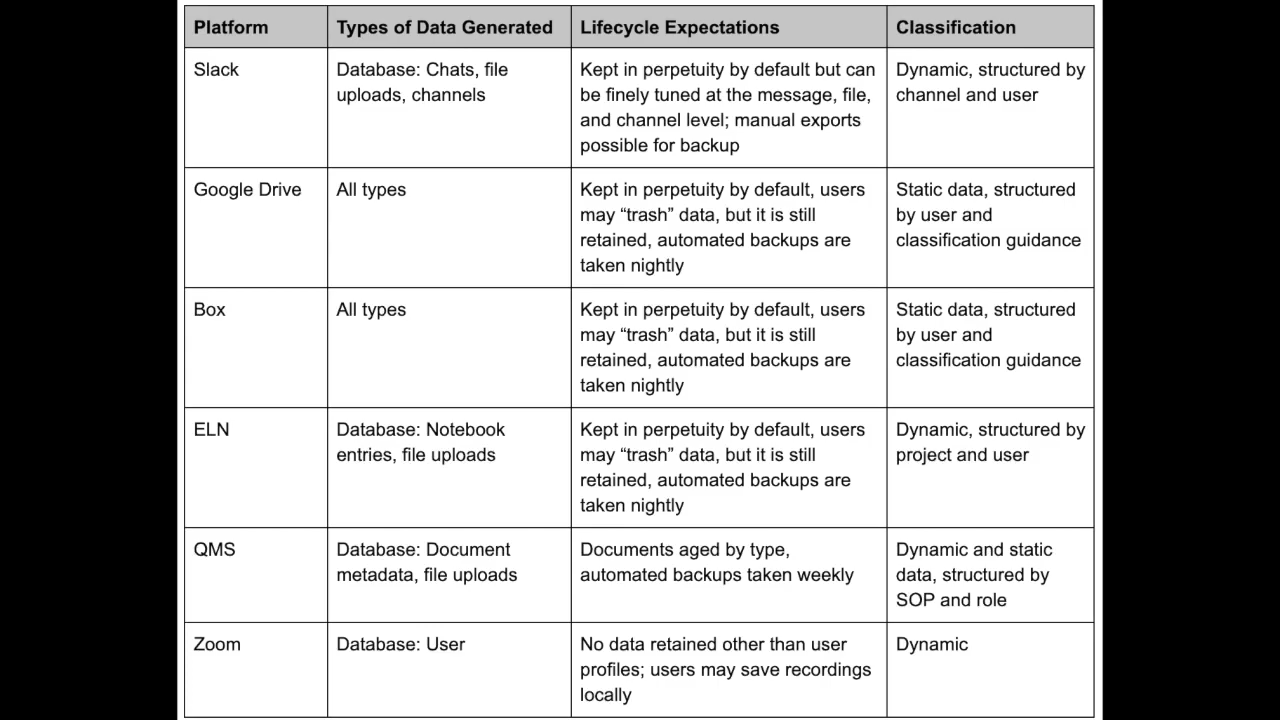 Platform
Types of Data Generated
Lifecycle Expectations
Classification
Slack
Database: Chats, file
uploads, channels
Kept in perpetuity by default but can
be finely tuned at the message, file,
and channel level; manual exports
possible for backup
Dynamic, structured by
channel and user
Google Drive
All types
Kept in perpetuity by default, users
may “trash” data, but it is still
retained, automated backups are
taken nightly
Static data, structured
by user and
classification guidance
Box
All types
Kept in perpetuity by default, users
may “trash” data, but it is still
retained, automated backups are
taken nightly
Static data, structured
by user and
classification guidance
ELN
Database: Notebook
entries, file uploads
Kept in perpetuity by default, users
may “trash” data, but it is still
retained, automated backups are
taken nightly
Dynamic, structured by
project and user
QMS
Database: Document
metadata, file uploads
Documents aged by type,
automated backups taken weekly
Dynamic and static
data, structured by
SOP and role
Zoom
Database: User
No data retained other than user
profiles; users may save recordings
locally
Dynamic